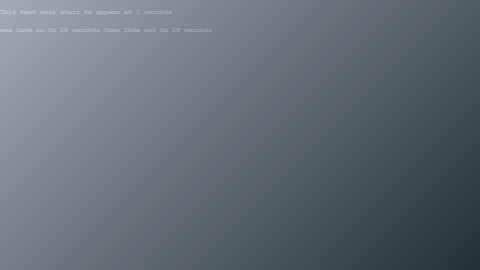 This text must start to appear at 1 seconds
and fade in to 10 seconds then fade out to 15 seconds